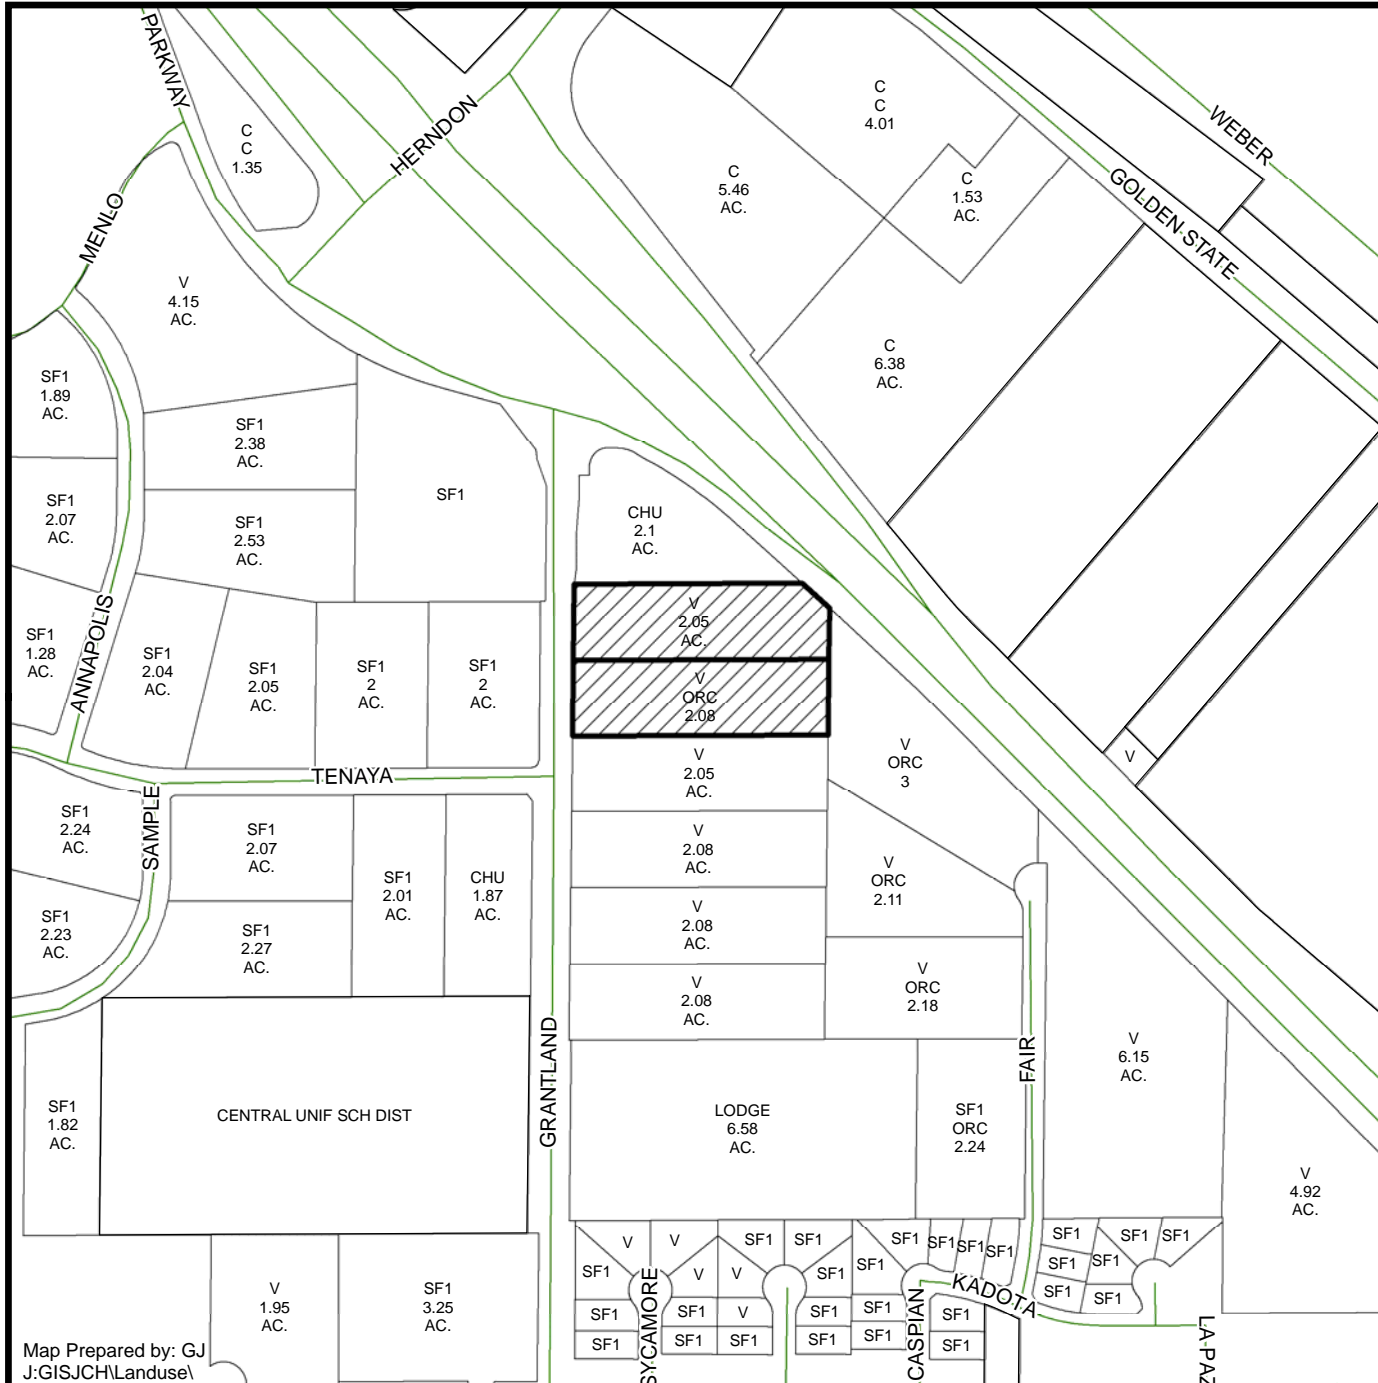 PARKWAY
C
C
1.35
HERNDON
MENLO
C
C
4.01
WEBER
C
5.46
AC.
C
1.53
AC.
GOLDEN STATE
V
4.15
AC.
C
6.38
AC.
SF1
1.89
AC.
SF1
2.38
AC.
SF1
SF1
2.07
AC.
SF1
2.53
AC.
CHU
2.1
AC.
ANNAPOLIS
SF1
1.28
AC.
SF1
2.04
AC.
SF1
2.05
AC.
SF1
2
AC.
SF1
2
AC.
V
2.05
AC.
V
ORC
2.08
V
2.05
AC.
V
ORC
3
V
TENAYA
SAMPLE
SF1
2.24
AC.
SF1
2.07
AC.
SF1
2.01
AC.
CHU
1.87
AC.
V
2.08
AC.
V
ORC
2.11
SF1
2.23
AC.
SF1
2.27
AC.
V
2.08
AC.
V
2.08
AC.
V
ORC
2.18
GRANTLAND
FAIR
V
6.15
AC.
SF1
1.82
AC.
CENTRAL UNIF SCH DIST
LODGE
6.58
AC.
SF1
ORC
2.24
V
4.92
AC.
V
V
SF1
SF1
SF1
SF1
SF1
SF1
SF1
SF1
SF1
SF1
V
V
SF1
SF1
SF1
SF1
SF1
SF1
V
SF1
SF1
SF1
SF1
SF1
SF1
SF1
SF1
SF1
SF1
SF1
SYCAMORE
CASPIAN
KADOTA
LA PAZ
V
1.95
AC.
SF1
3.25
AC.
Map Prepared by: GJ
J:GISJCH\Landuse\